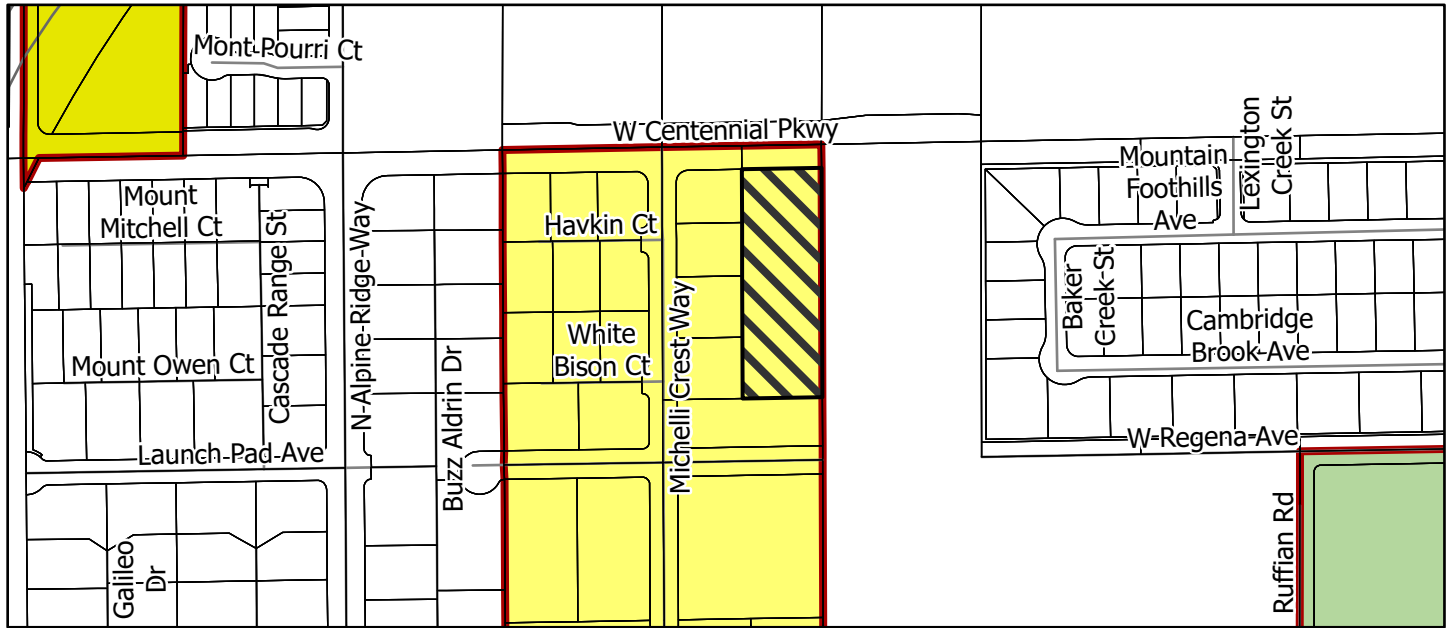 Mont-Pourri Ct
W Centennial Pkwy
Lexington
Creek St
Mountain
Foothills
Ave
Mount
Mitchell Ct
Havkin Ct
Cascade Range St
N-Alpine-Ridge-Way
Baker
Creek-St
Michelli Crest Way
White
Bison Ct
Cambridge
Brook-Ave
Mount Owen Ct
Buzz Aldrin Dr
W-Regena-Ave
Launch-Pad-Ave
Ruffian Rd
Galileo
Dr